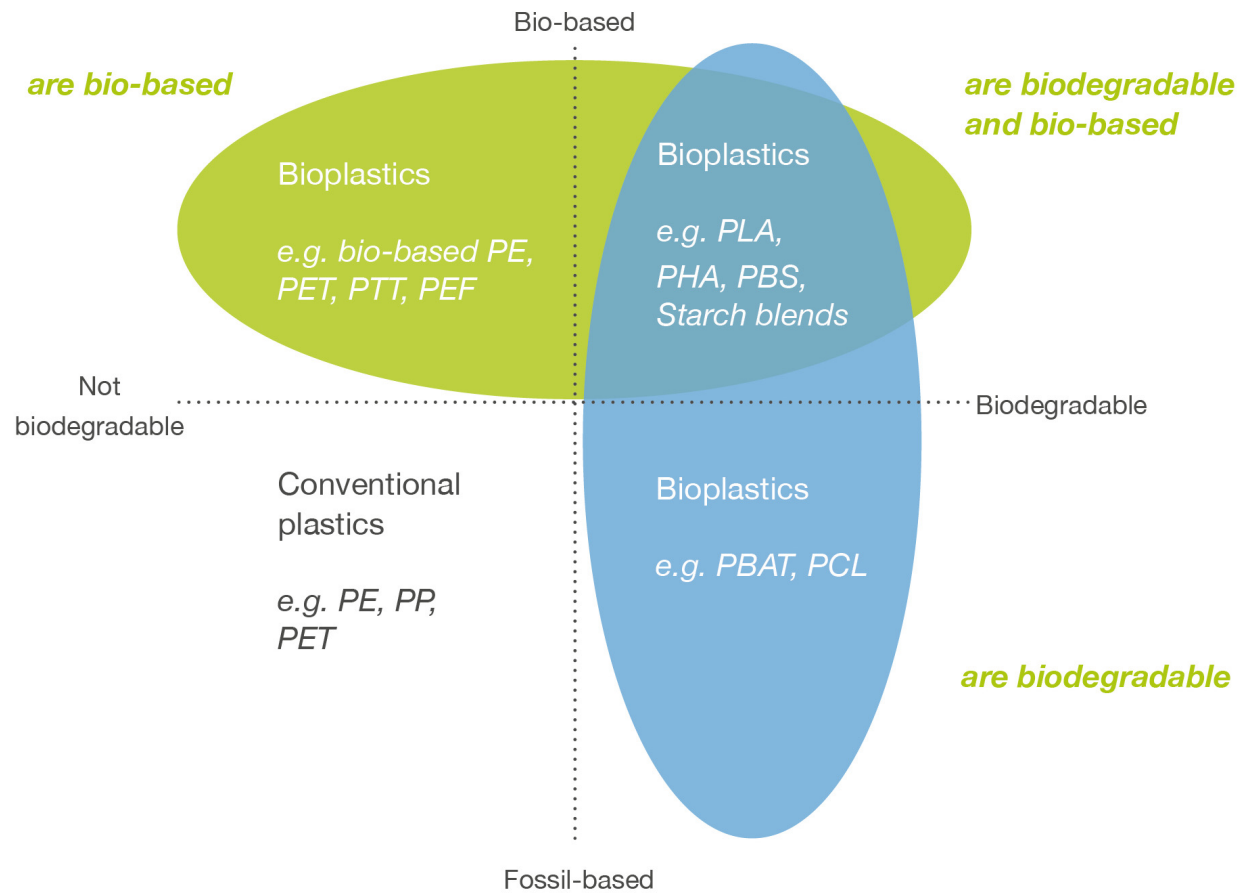 Bio-based
are bio-based
are biodegradable
and bio-based
Bioplastics
e.g. bio-based PE,
PET, PTT, PEF
Bioplastics
e.g. PLA,
PHA, PBS,
Starch blends
Not
biodegradable
Biodegradable
Conventional
plastics
e.g. PE, PP,
PET
Bioplastics
e.g. PBAT, PCL
are biodegradable
Fossil-based